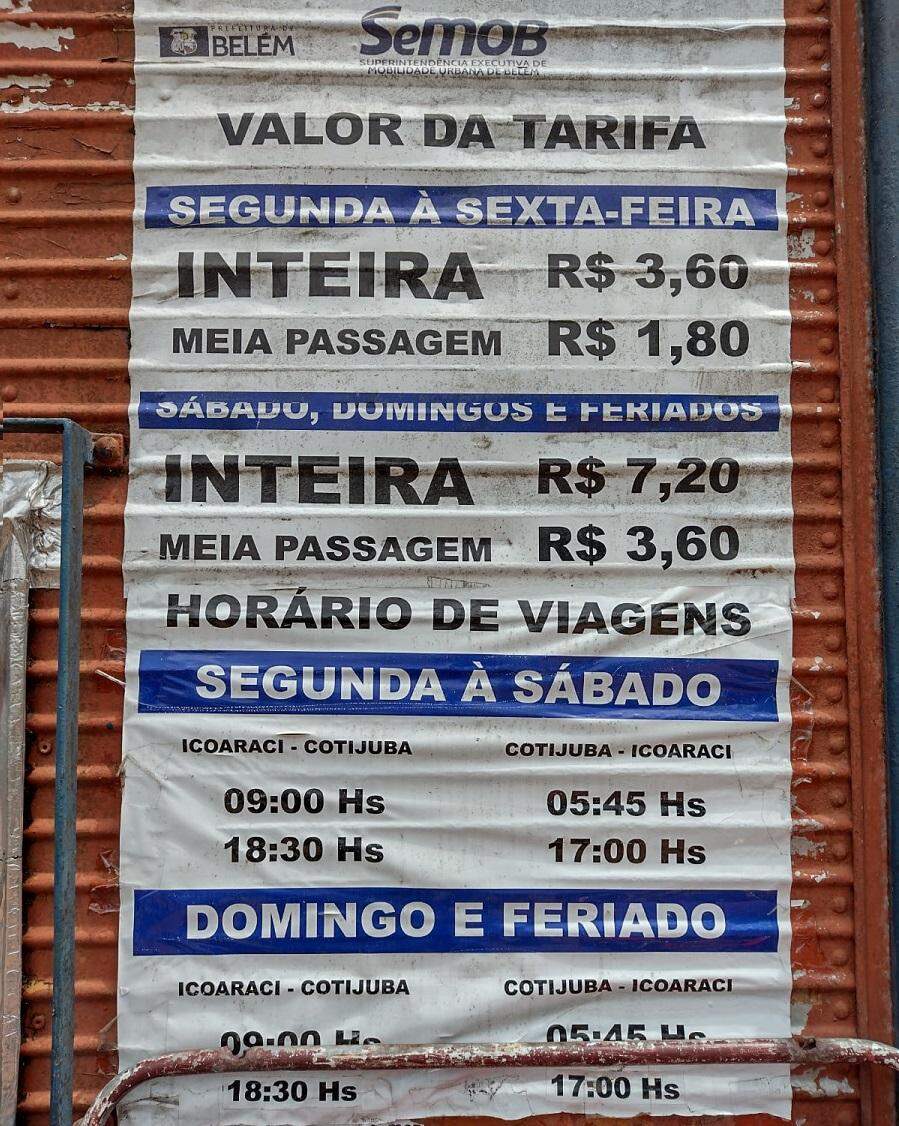 PREFEITURA DE
BELÉM
SeMOB
SUPERINTENDÊNCIA EXECUTIVA DE
MOBILIDADE URBANA DE BELÉM
VALOR DA TARIFA
SEGUNDA À SEXTA-FEIRA
INTEIRA R$ 3,60
MEIA PASSAGEM R$ 1,80
SÁBADO, DOMINGOS E FERIADOS
INTEIRA R$ 7,20
MEIA PASSAGEM R$ 3,60
HORÁRIO DE VIAGENS
SEGUNDA À SÁBADO
ICOARACI - COTIJUBA COTIJUBA - ICOARACI
09:00 Hs 05:45 Hs
18:30 Hs 17:00 Hs
DOMINGO E FERIADO
ICOARACI - COTIJUBA COTIJUBA - ICOARACI
09:00 Hs 05:45 Hs
18:30 Hs 17:00 Hs